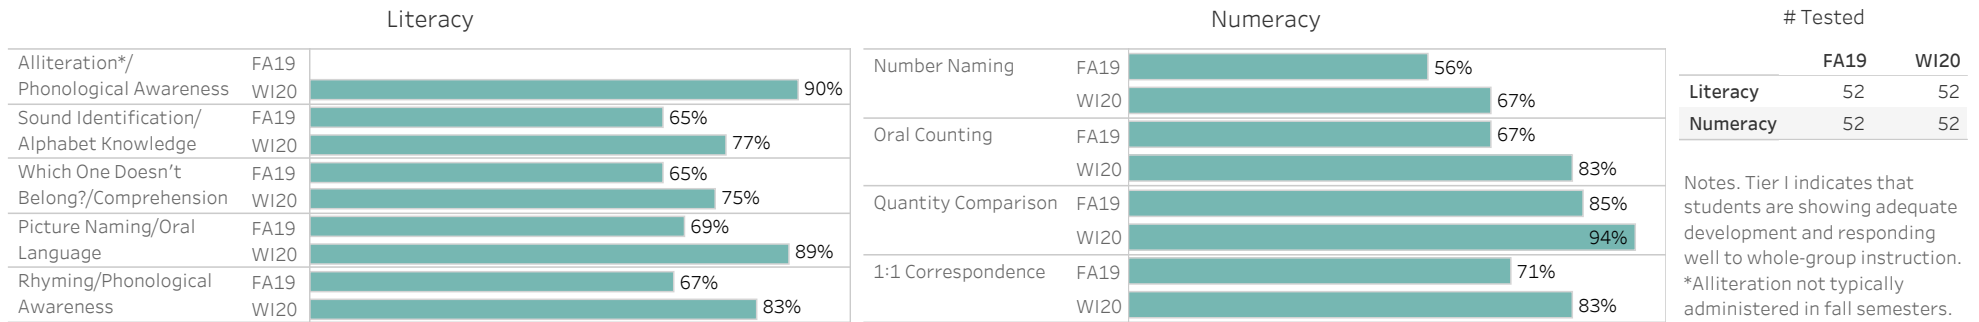 Literacy
Alliteration*/
Phonological Awareness
FA19
WI20 90%
Sound Identification/
Alphabet Knowledge
FA19 65%
WI20 77%
Which One Doesn't
Belong?/Comprehension
FA19 65%
WI20 75%
Picture Naming/Oral
Language
FA19 69%
WI20 89%
Rhyming/Phonological
Awareness
FA19 67%
WI20 83%
Numeracy
Number Naming FA19 56%
WI20 67%
Oral Counting FA19 67%
WI20 83%
Quantity Comparison FA19 85%
WI20 94%
1:1 Correspondence FA19 71%
WI20 83%
# Tested
FA19 WI20
Literacy 52 52
Numeracy 52 52
Notes. Tier I indicates that
students are showing adequate
development and responding
well to whole-group instruction.
*Alliteration not typically
administered in fall semesters.